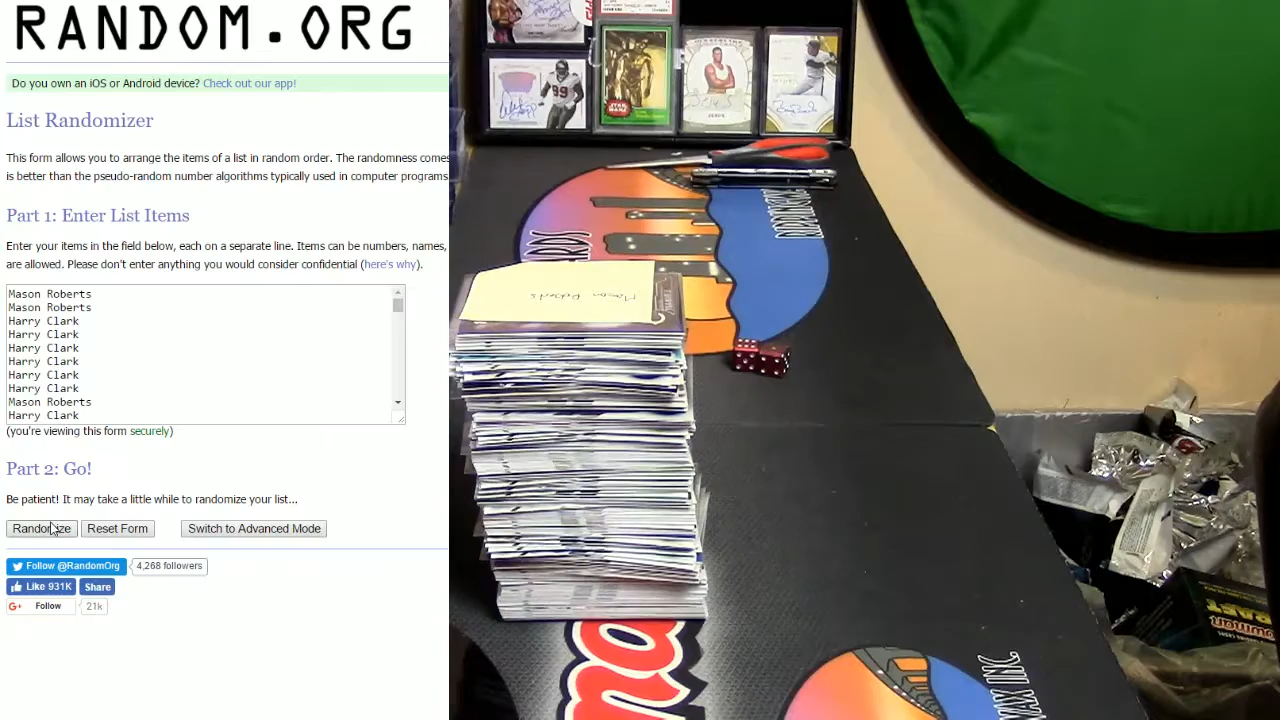 RANDOM.ORG
Do you own an iOS or Android device? Check out our app!
List Randomizer
This form allows you to arrange the items of a list in random order. The randomness comes
is better than the pseudo-random number algorithms typically used in computer programs
Part 1: Enter List Items
Enter your items in the field below, each on a separate line. Items can be numbers, names,
are allowed. Please don't enter anything you would consider confidential (here's why).
Mason Roberts
Mason Roberts
Harry Clark
Harry Clark
Harry Clark
Harry Clark
Harry Clark
Harry Clark
Mason Roberts
Harry Clark
(you're viewing this form securely)
Part 2: Go!
Be patient! It may take a little while to randomize your list...
Randomize
Reset Form
Switch to Advanced Mode
Follow @RandomOrg
4,268 followers
Like 931K
Share
G+ Follow
21k
99
STAR WARS
Mason Roberts
WAX INC.